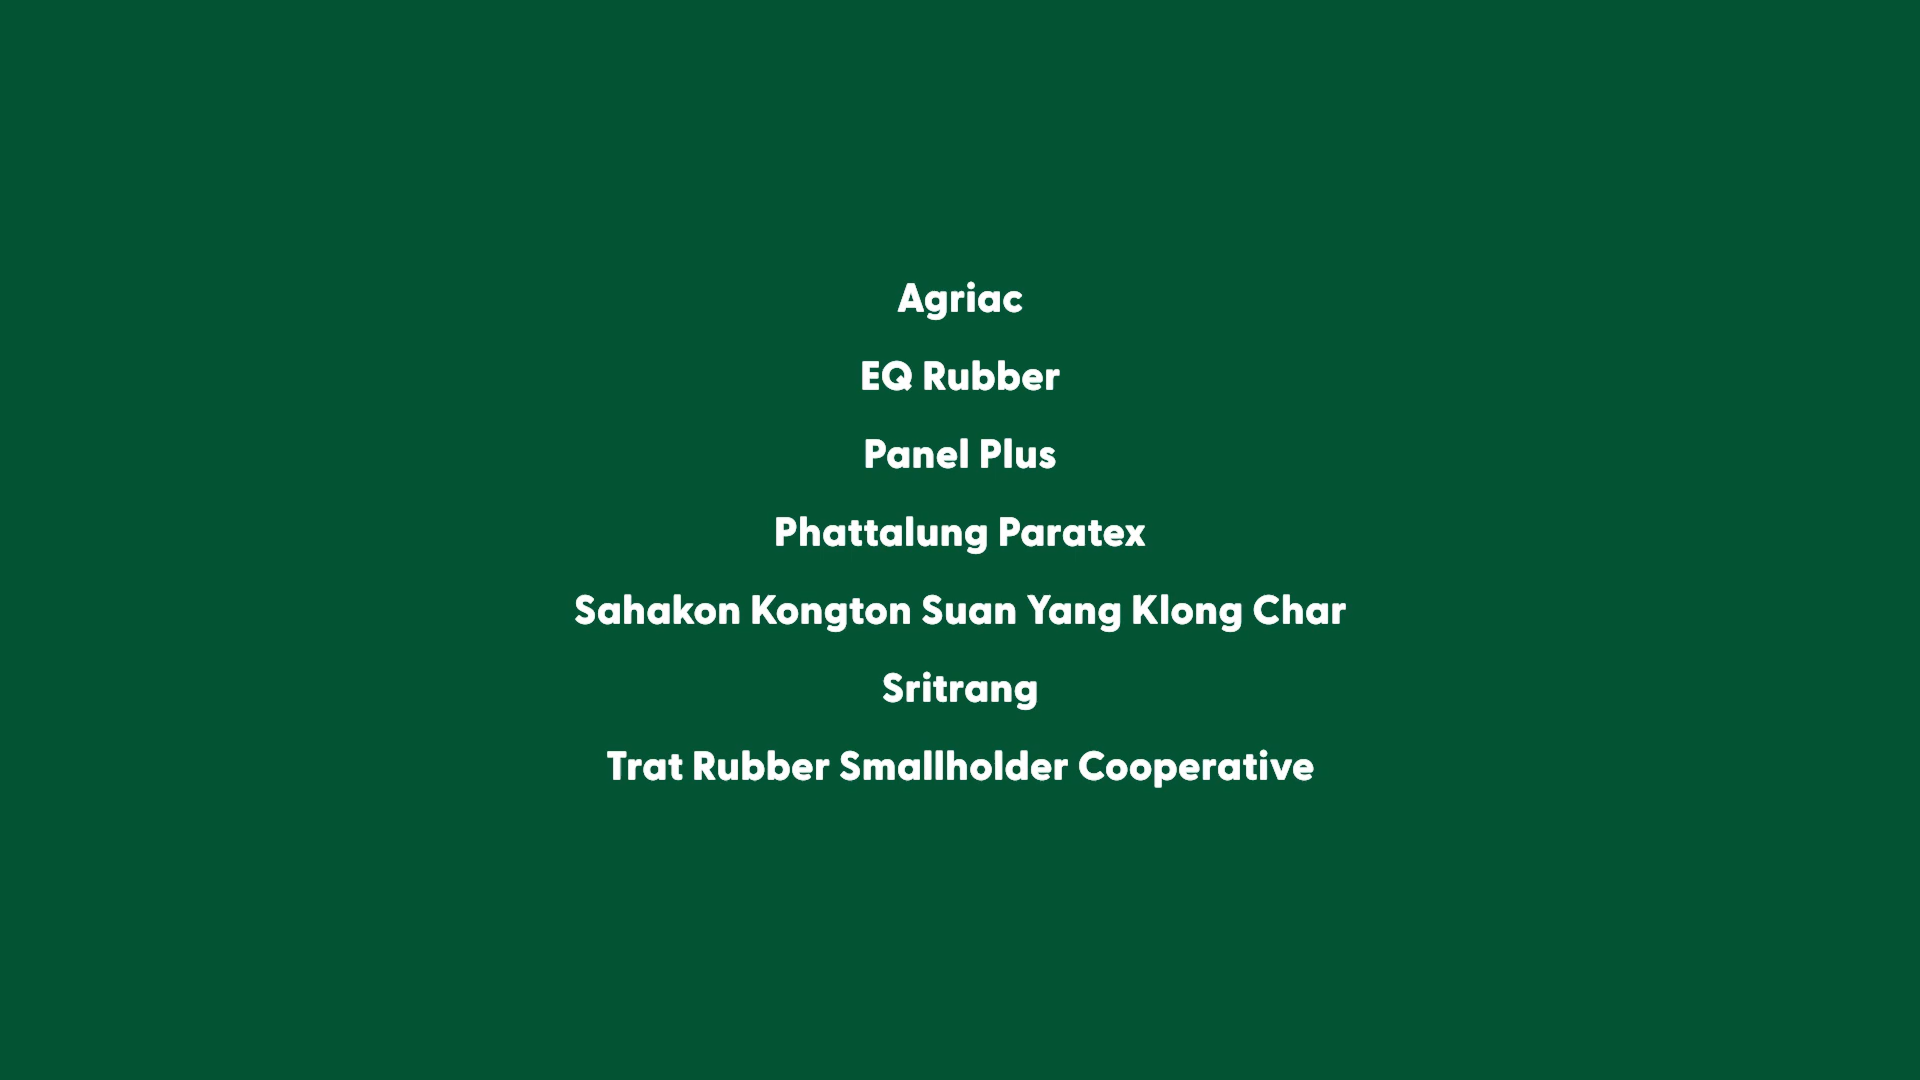 Agriac
EQ Rubber
Panel Plus
Phattalung Paratex
Sahakon Kongton Suan Yang Klong Char
Sritrang
Trat Rubber Smallholder Cooperative